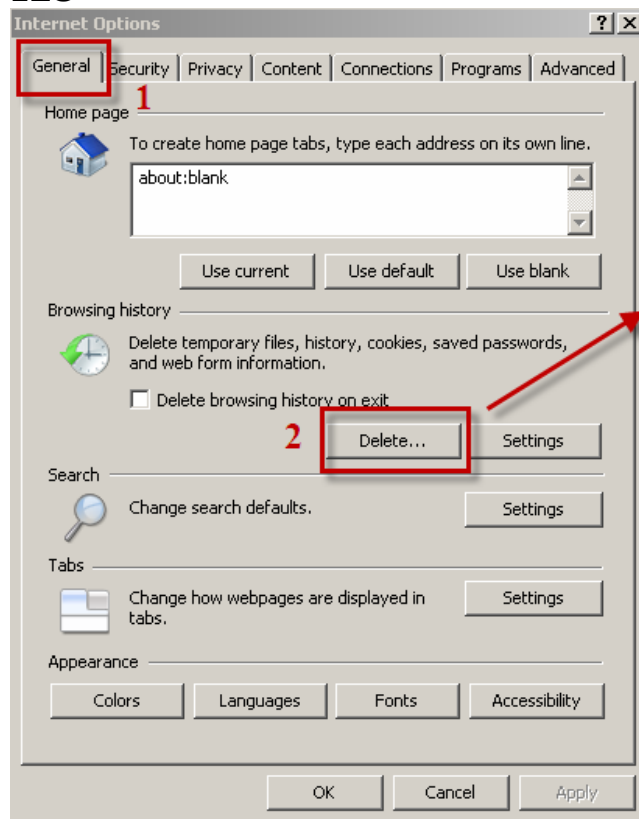 Internet Options
General Security Privacy Content Connections Programs Advanced
1
Home page
To create home page tabs, type each address on its own line.
about:blank
Use current Use default Use blank
Browsing history
Delete temporary files, history, cookies, saved passwords,
and web form information.
Delete browsing history on exit
2 Delete... Settings
Search
Change search defaults. Settings
Tabs
Change how webpages are displayed in Settings
tabs.
Appearance
Colors Languages Fonts Accessibility
OK Cancel Apply